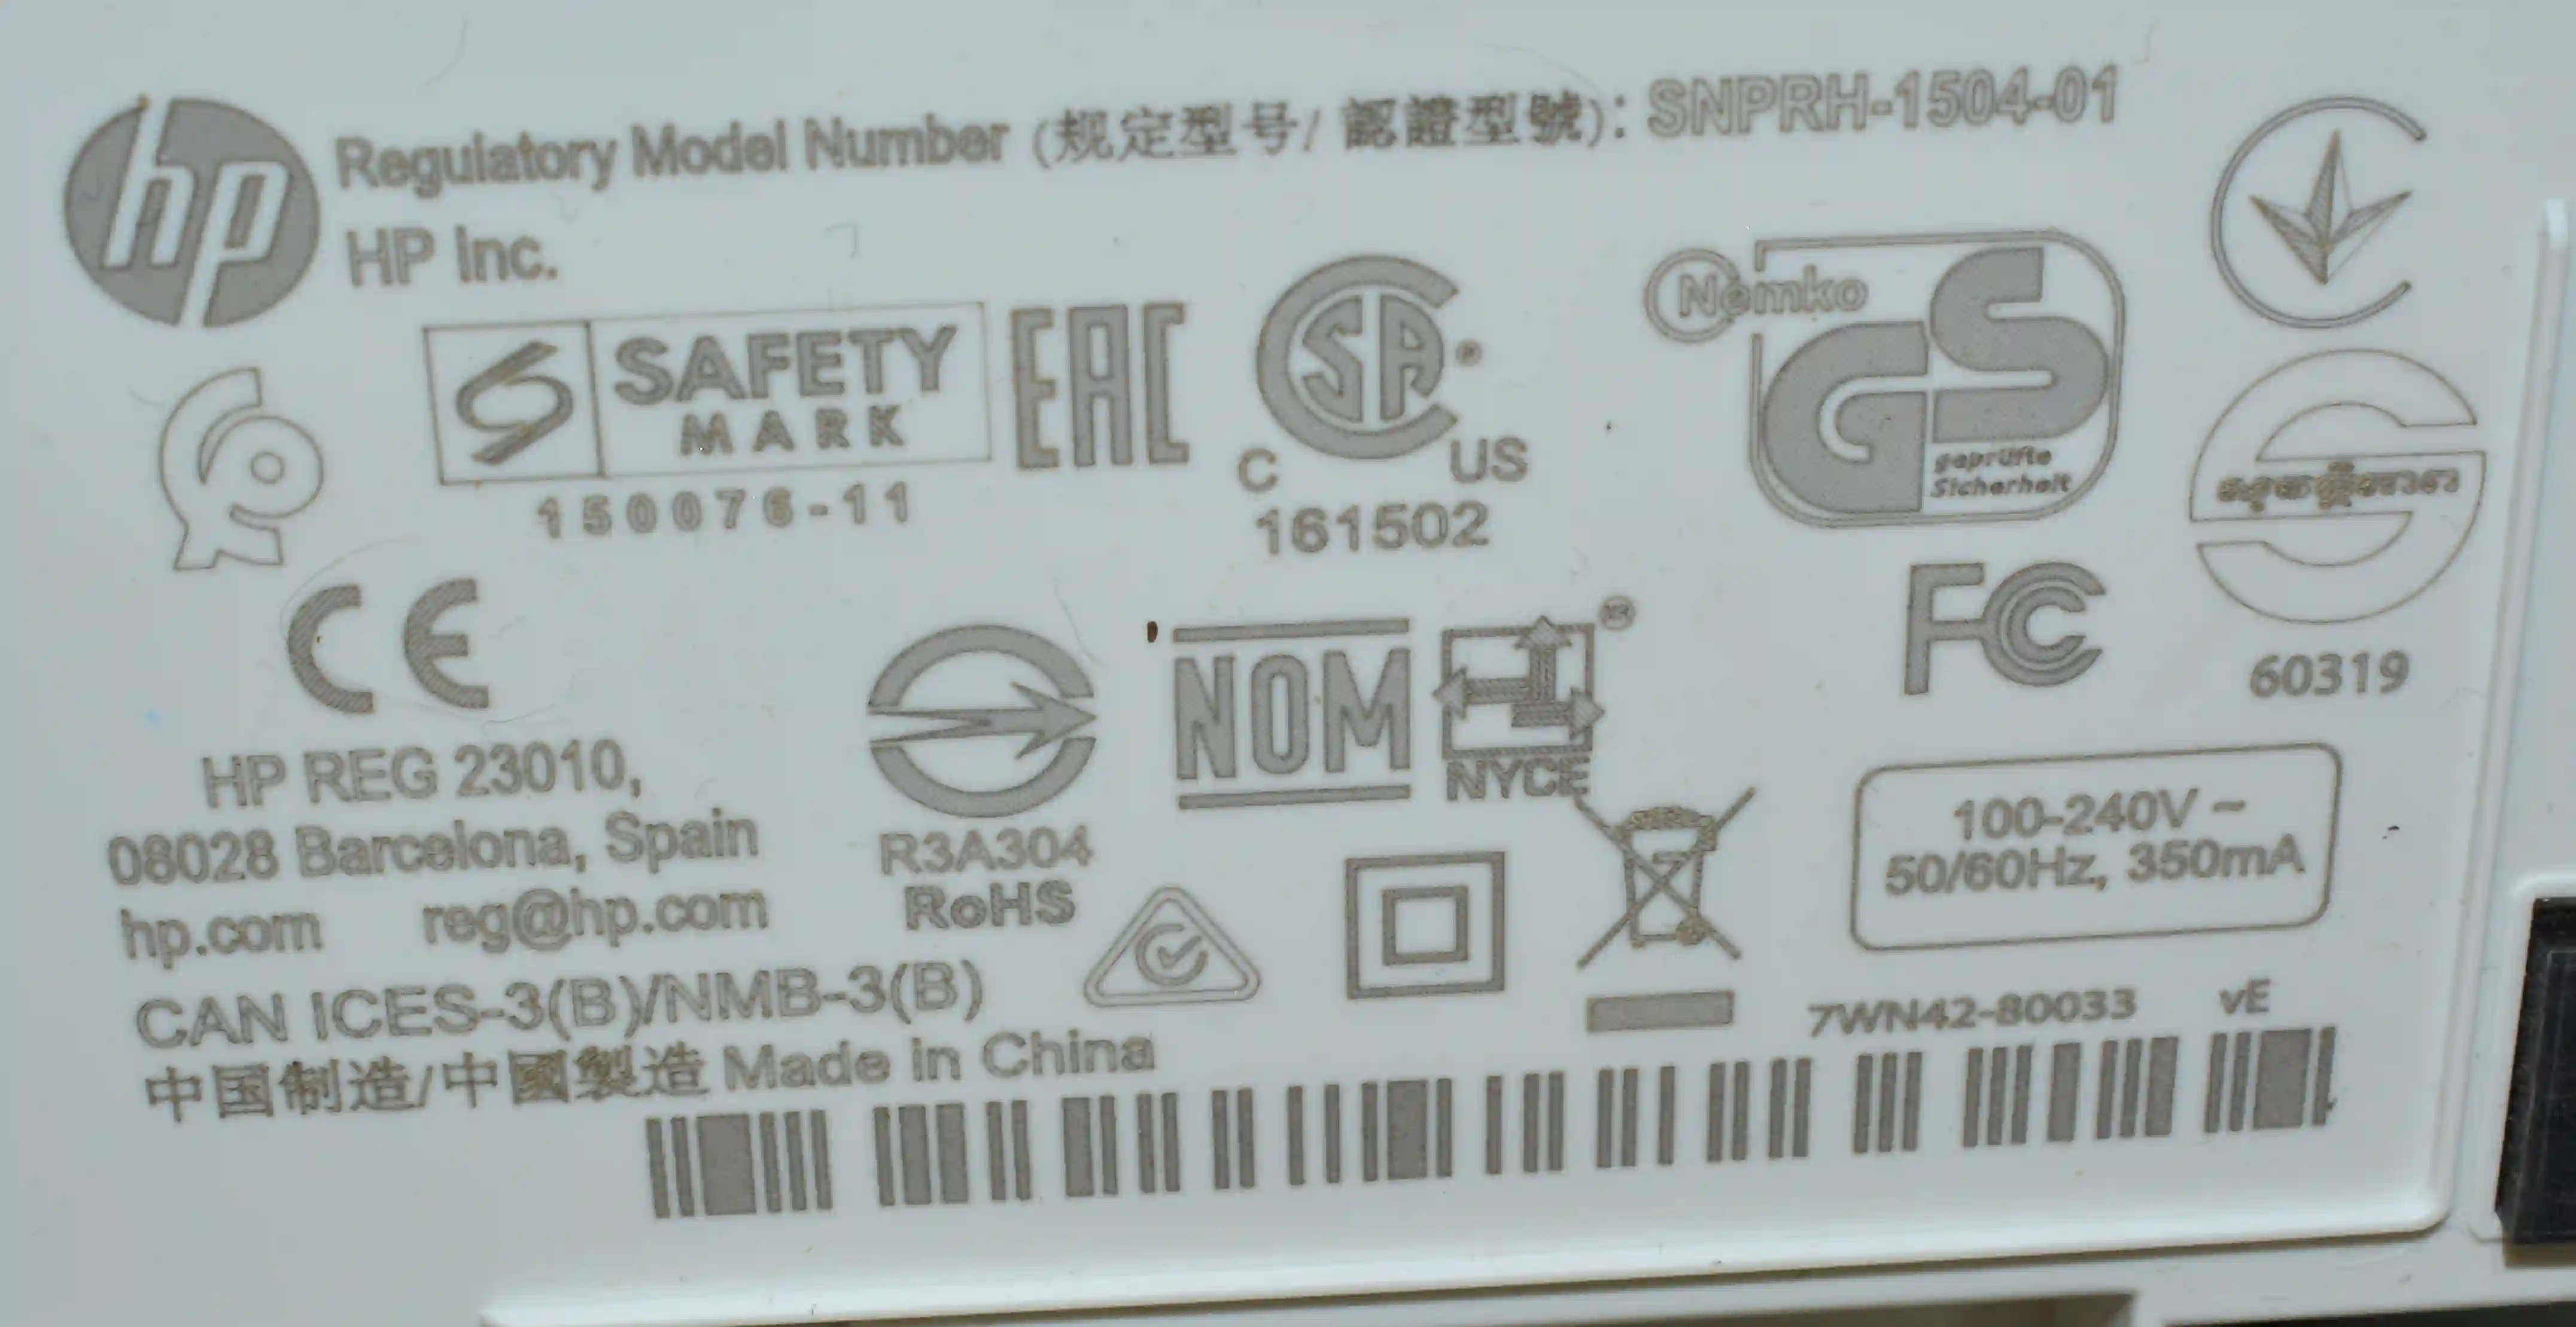 hp Regulatory Model Number (规定型号/ 認證型號): SNPRH-1504-01
HP Inc.
SAFETY
MARK
150076-11
EAC
CSA
C US
161502
Nemko
GS
geprüfte
Sicherheit
CE
NOM
NYCE
®
FC
60319
HP REG 23010,
08028 Barcelona, Spain
hp.com reg@hp.com
R3A304
RoHS
100-240V ~
50/60Hz, 350mA
CAN ICES-3(B)/NMB-3(B)
中国制造/中國製造 Made in China
7WN42-80033 vE